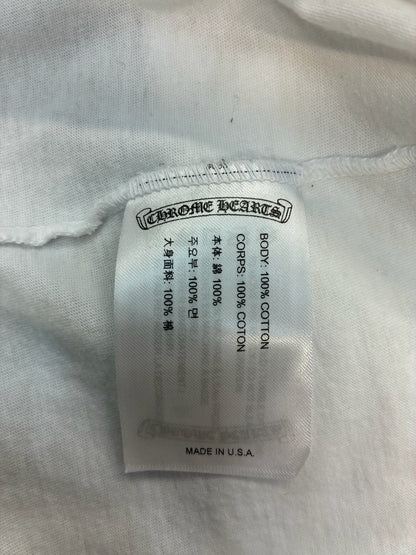 CHROME HEARTS
BODY: 100% COTTON
CORPS: 100% COTON
本体: 綿 100%
주요부: 100% 면
大身面料: 100% 棉
MADE IN U.S.A.